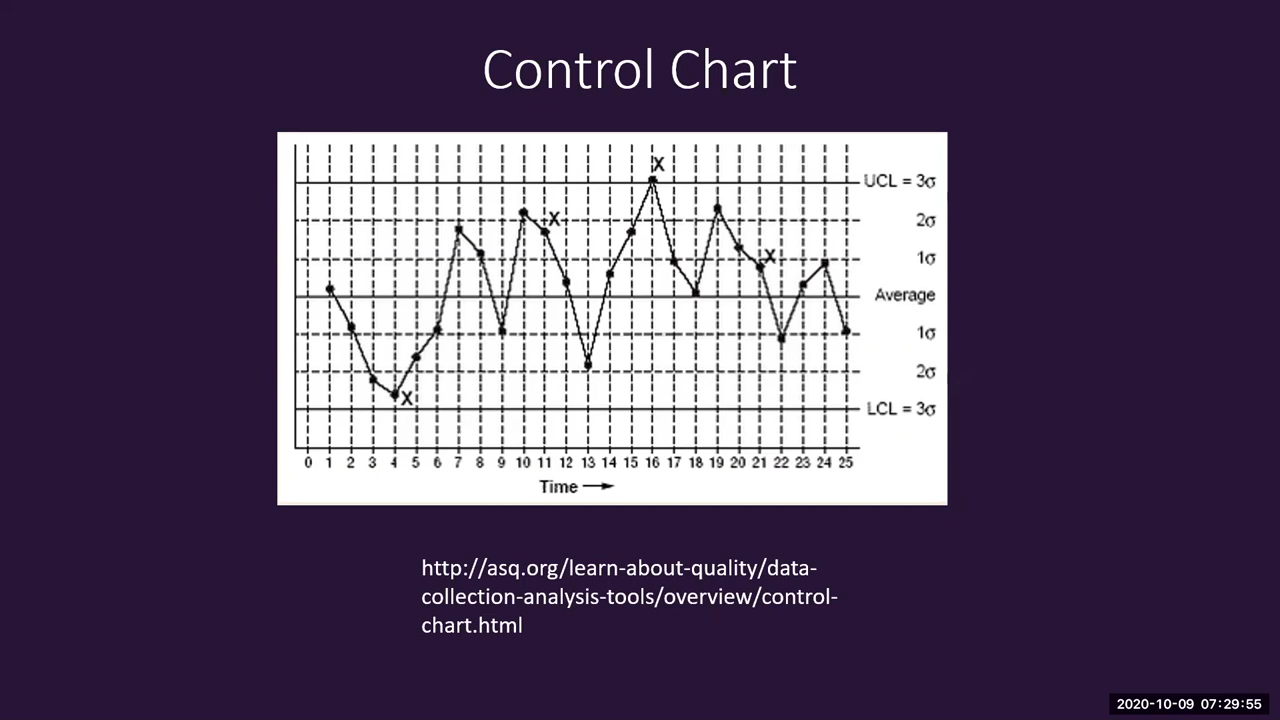 Control Chart
X
UCL = 3σ
X
2σ
X
1σ
Average
1σ
2σ
X
LCL = 3σ
0 1 2 3 4 5 6 7 8 9 10 11 12 13 14 15 16 17 18 19 20 21 22 23 24 25
Time
http://asq.org/learn-about-quality/data-
collection-analysis-tools/overview/control-
chart.html
2020-10-09 07:29:55